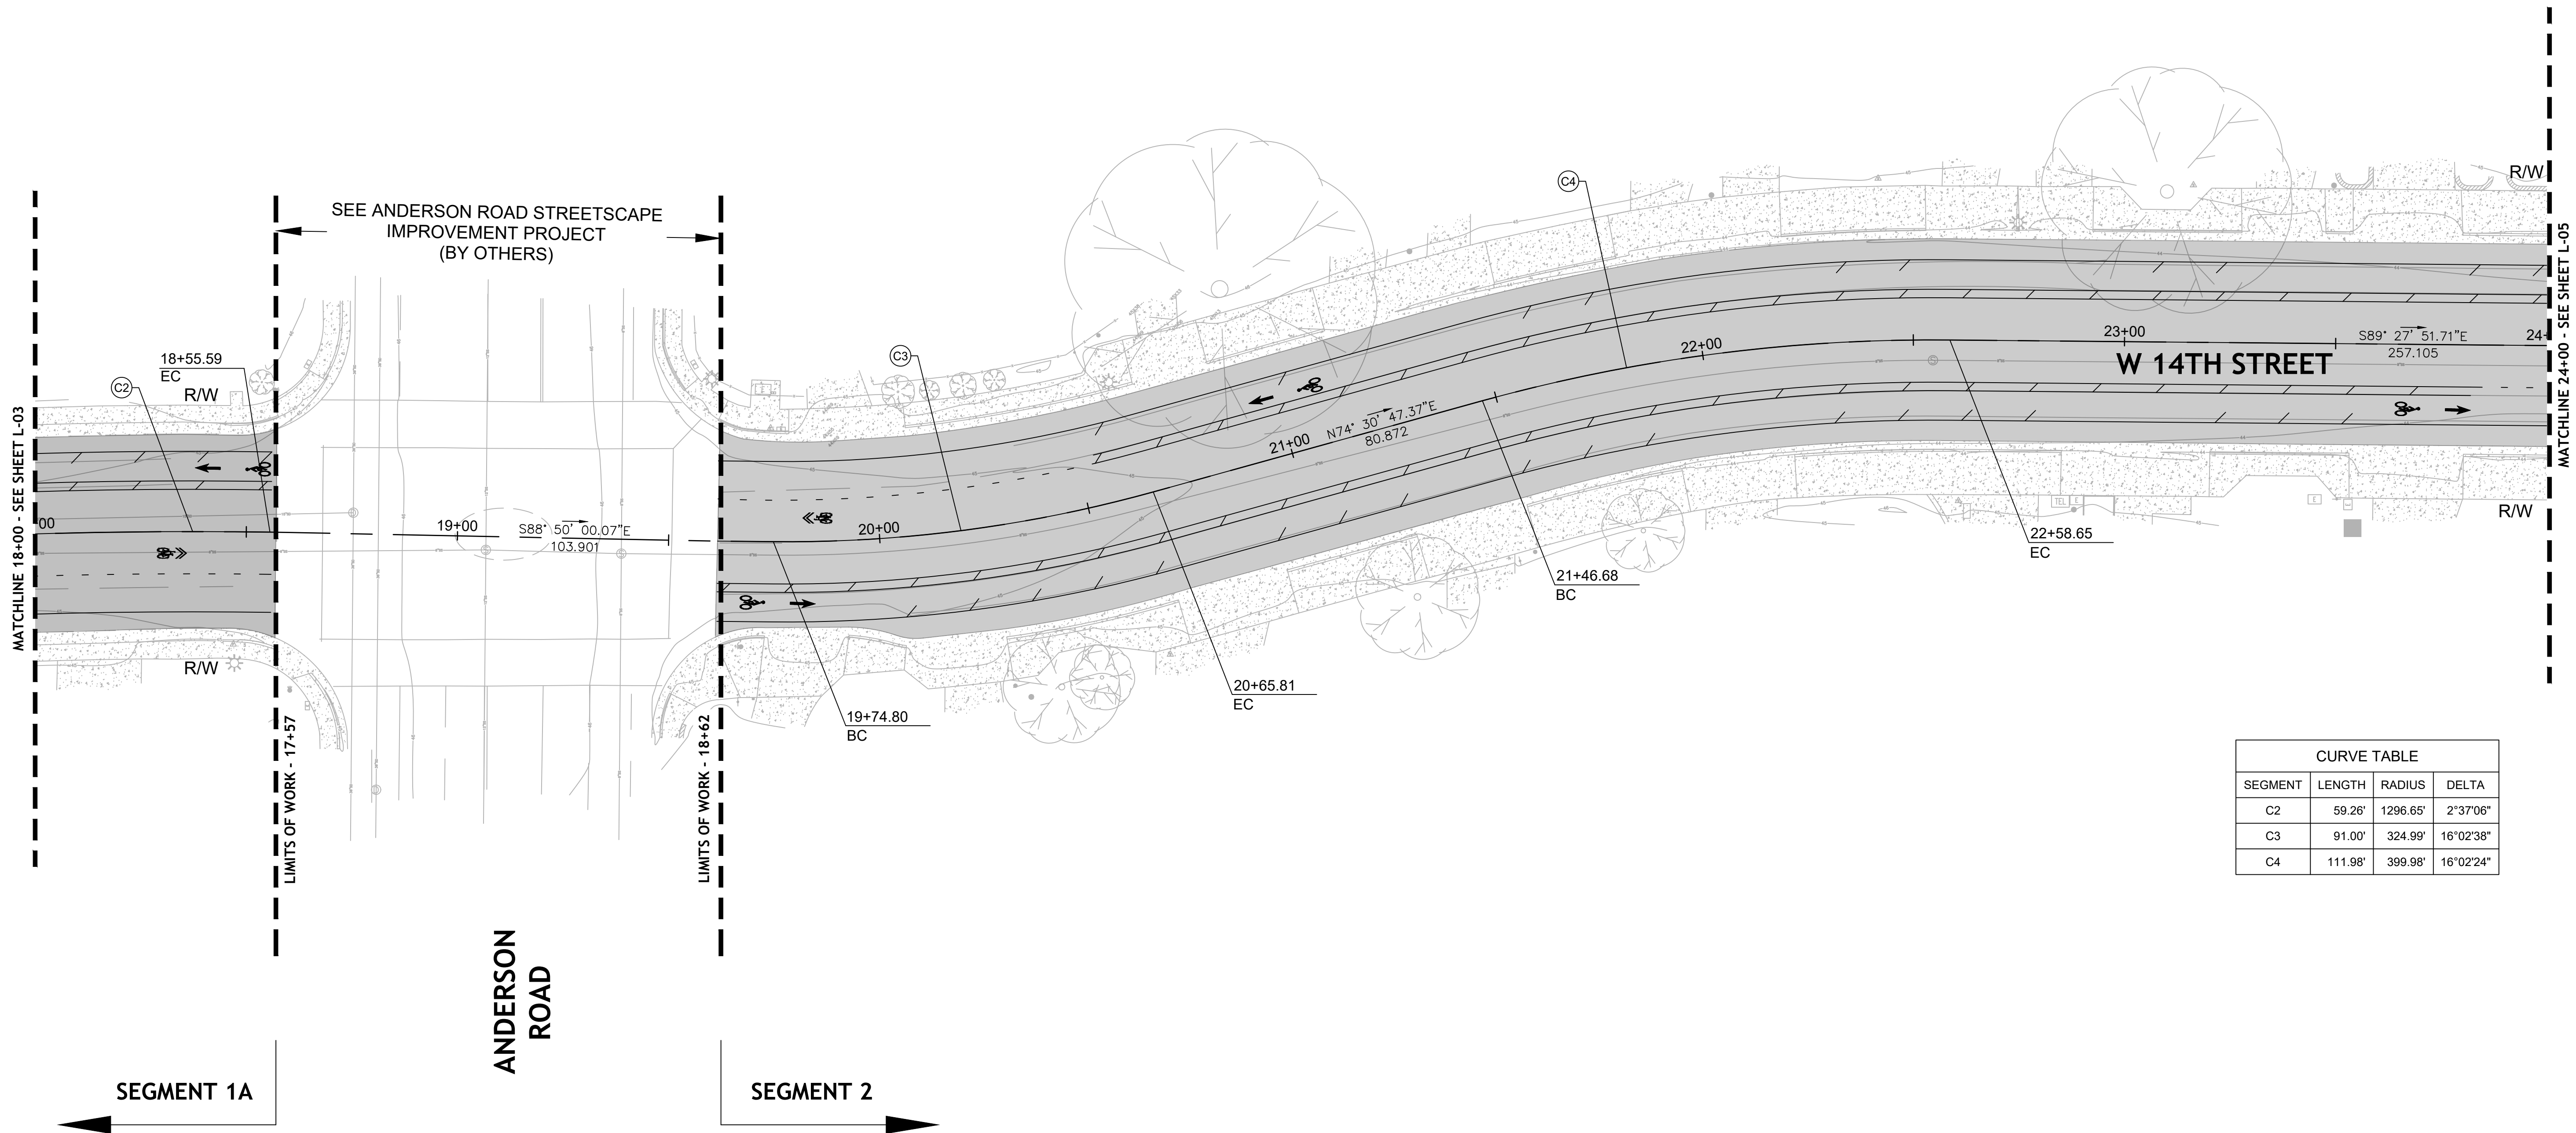 SEE ANDERSON ROAD STREETSCAPE
IMPROVEMENT PROJECT
(BY OTHERS)
MATCHLINE 18+00 - SEE SHEET L-03
18+55.59
EC
C2
R/W
R/W
00
19+00
S88° 50' 00.07"E
103.901
LIMITS OF WORK - 17+57
LIMITS OF WORK - 18+62
C3
20+00
19+74.80
BC
20+65.81
EC
21+00
N74° 30' 47.37"E
80.872
21+46.68
BC
C4
22+00
22+58.65
EC
23+00
W 14TH STREET
S89° 27' 51.71"E
257.105
24+
R/W
R/W
TEL
E
E
E
MATCHLINE 24+00 - SEE SHEET L-05
ANDERSON
ROAD
SEGMENT 1A
SEGMENT 2
CURVE TABLE
SEGMENT LENGTH RADIUS DELTA
C2 59.26' 1296.65' 2°37'06"
C3 91.00' 324.99' 16°02'38"
C4 111.98' 399.98' 16°02'24"